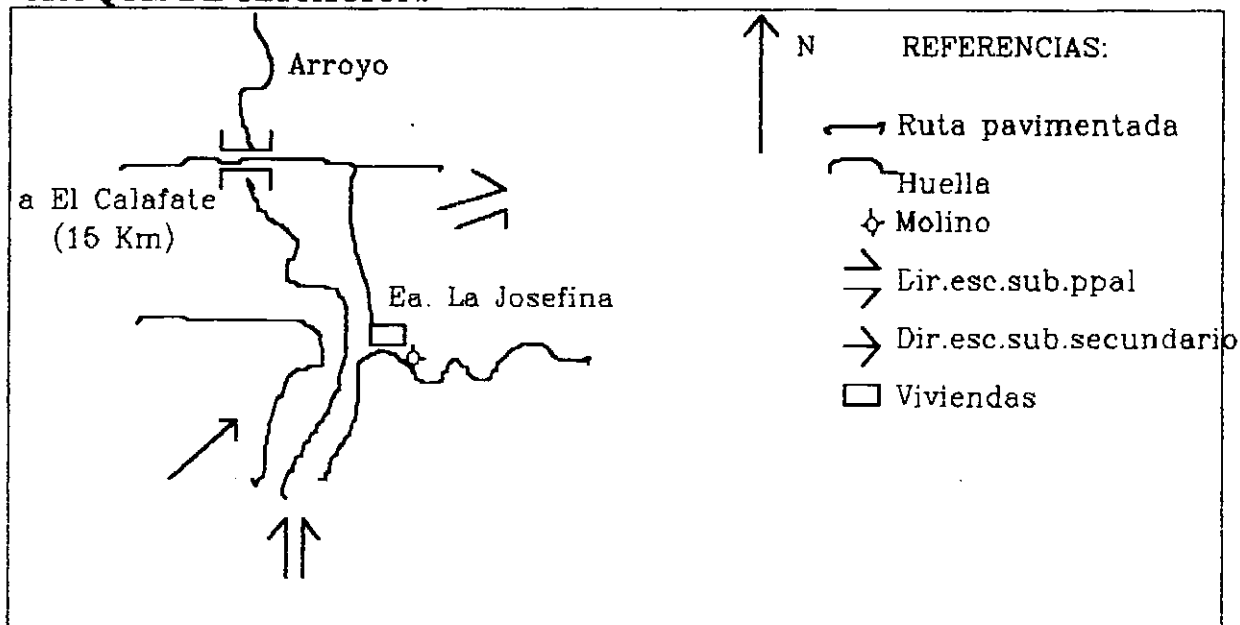 Arroyo
a El Calafate
(15 Km)
Ea. La Josefina
N
REFERENCIAS:
Ruta pavimentada
Huella
Molino
Dir.esc.sub.ppal
Dir.esc.sub.secundario
Viviendas